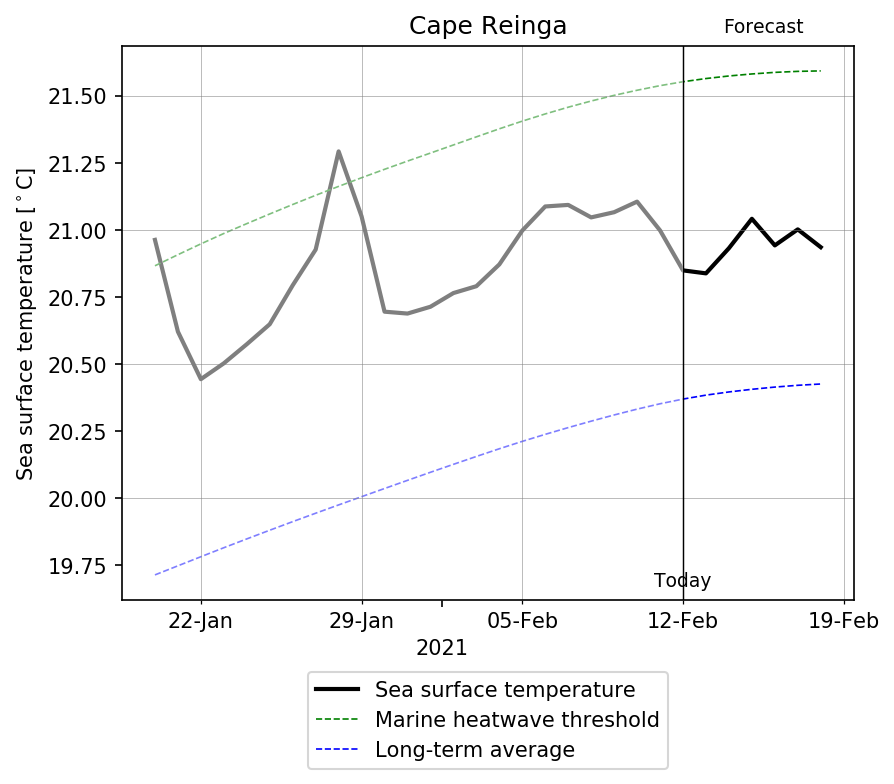 Cape Reinga
Forecast
Sea surface temperature [°C]
21.50
21.25
21.00
20.75
20.50
20.25
20.00
19.75
Today
22-Jan 29-Jan 05-Feb 12-Feb 19-Feb
2021
Sea surface temperature
Marine heatwave threshold
Long-term average